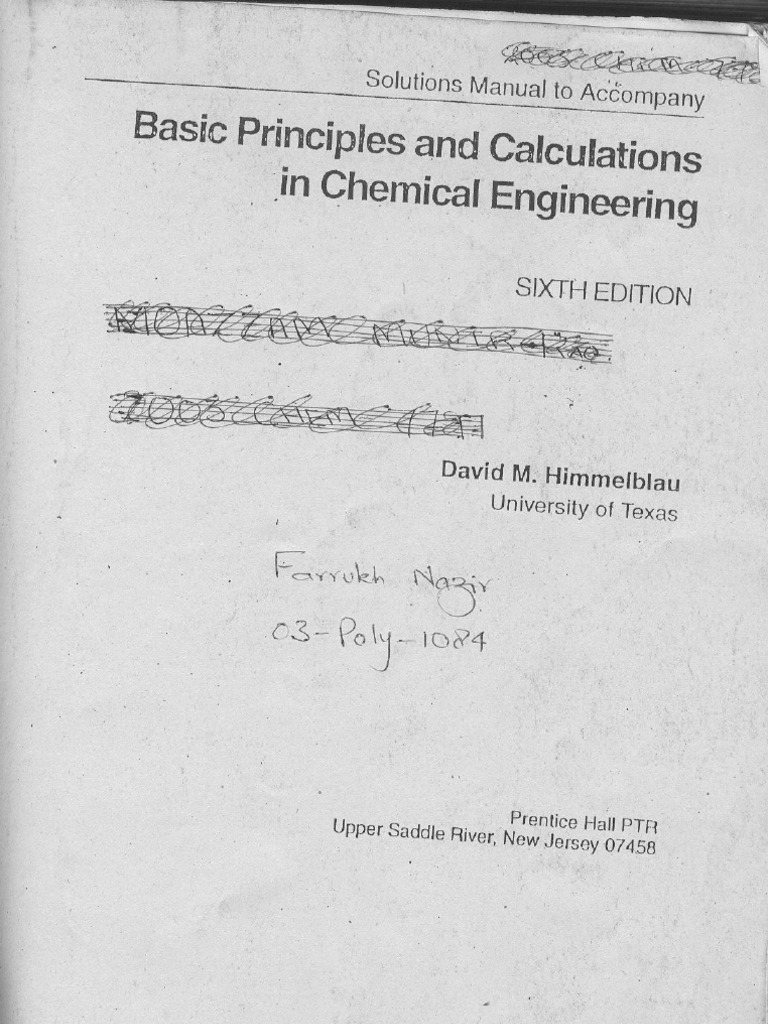 Solutions Manual to Accompany
Basic Principles and Calculations
in Chemical Engineering
SIXTH EDITION
David M. Himmelblau
University of Texas
Farrukh Nazir
03-Poly-1084
Prentice Hall PTR
Upper Saddle River, New Jersey 07458